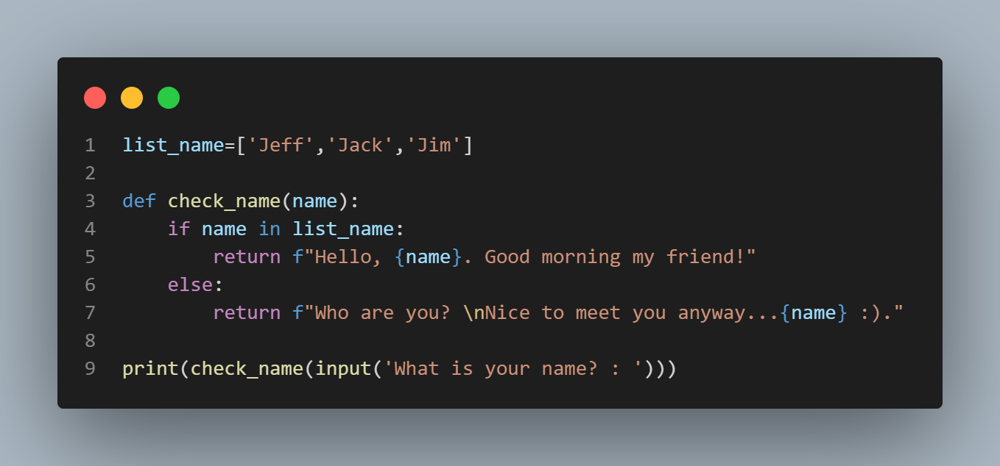 1 list_name=['Jeff','Jack','Jim']
2
3 def check_name(name):
4     if name in list_name:
5         return f"Hello, {name}. Good morning my friend!"
6     else:
7         return f"Who are you? \nNice to meet you anyway...{name} :)."
8
9 print(check_name(input('What is your name? : ')))